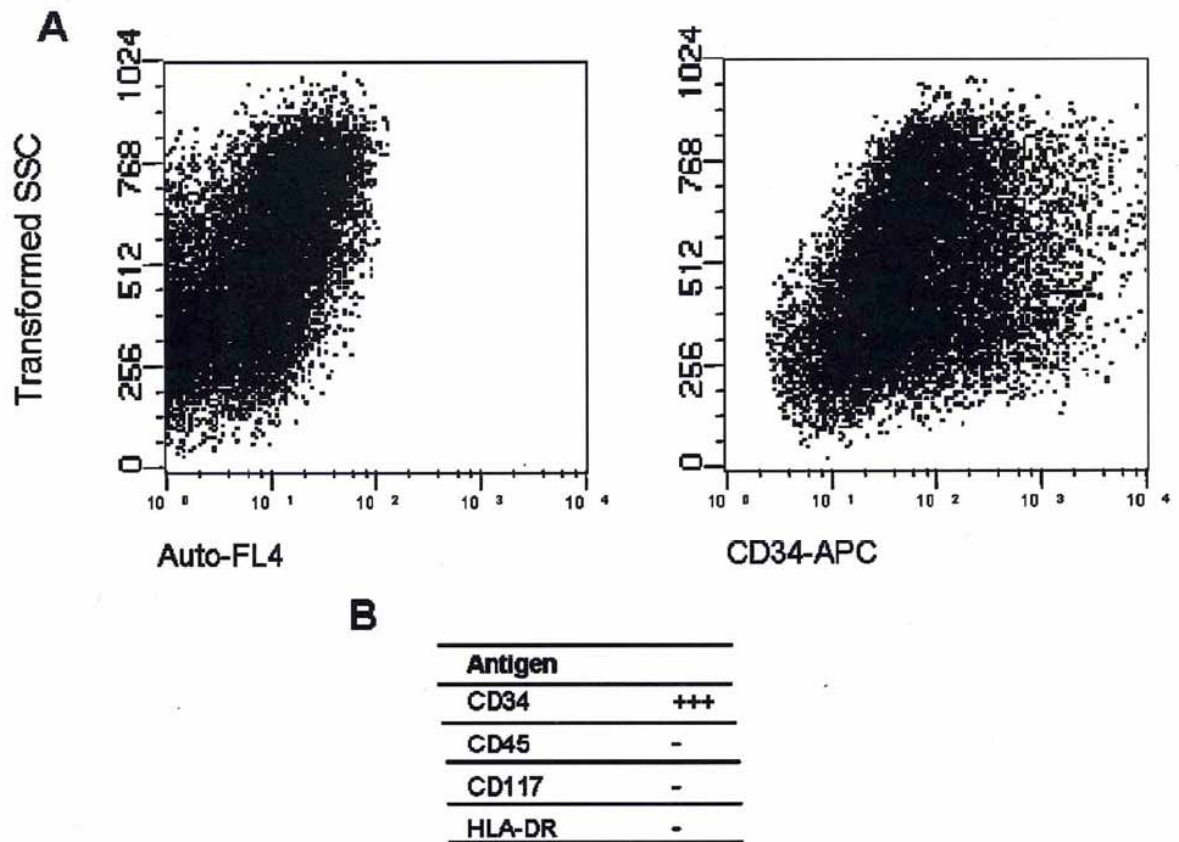 A
Transformed SSC
1024
768
512
256
0
10 0 10 1 10 2 10 3 10 4
Auto-FL4
1024
768
512
256
0
10 0 10 1 10 2 10 3 10 4
CD34-APC
B
Antigen
CD34 +++
CD45 -
CD117 -
HLA-DR -